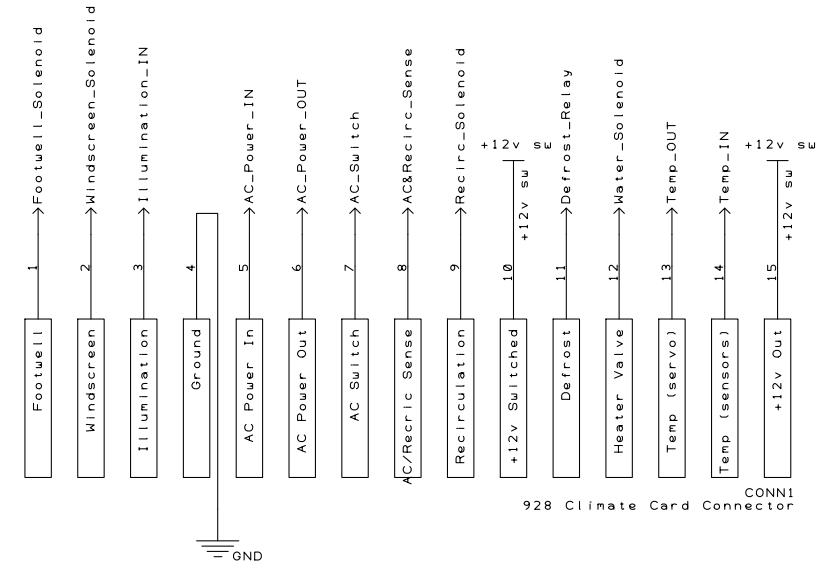 Footwell_Solenoid
Windscreen_Solenoid
Illumination_IN
AC_Power_IN
AC_Power_OUT
AC_Switch
AC&Recirc_Sense
Recirc_Solenoid
+12v sw
+12v sw
Defrost_Relay
Water_Solenoid
Temp_OUT
Temp_IN
+12v sw
+12v sw
1
2
3
4
5
6
7
8
9
10
11
12
13
14
15
Footwell
Windscreen
Illumination
Ground
AC Power In
AC Power Out
AC Switch
AC/Recric Sense
Recirculation
+12v Switched
Defrost
Heater Valve
Temp (servo)
Temp (sensors)
+12v Out
CONN1
928 Climate Card Connector
GND